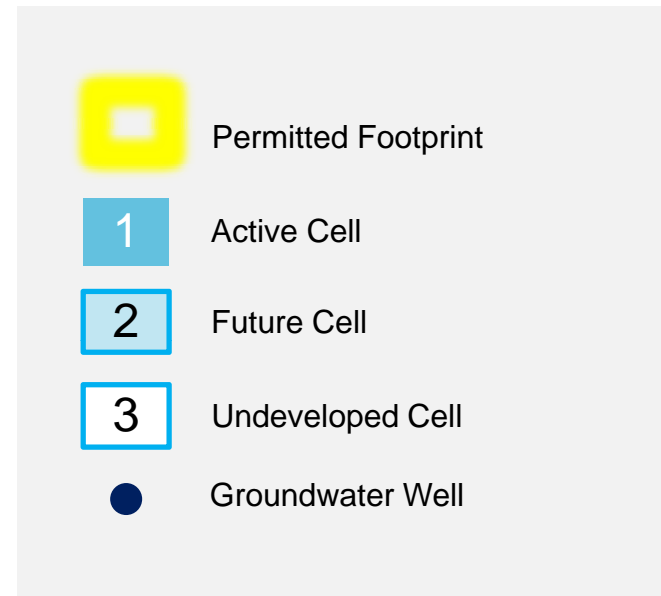 Permitted Footprint
1 Active Cell
2 Future Cell
3 Undeveloped Cell
Groundwater Well